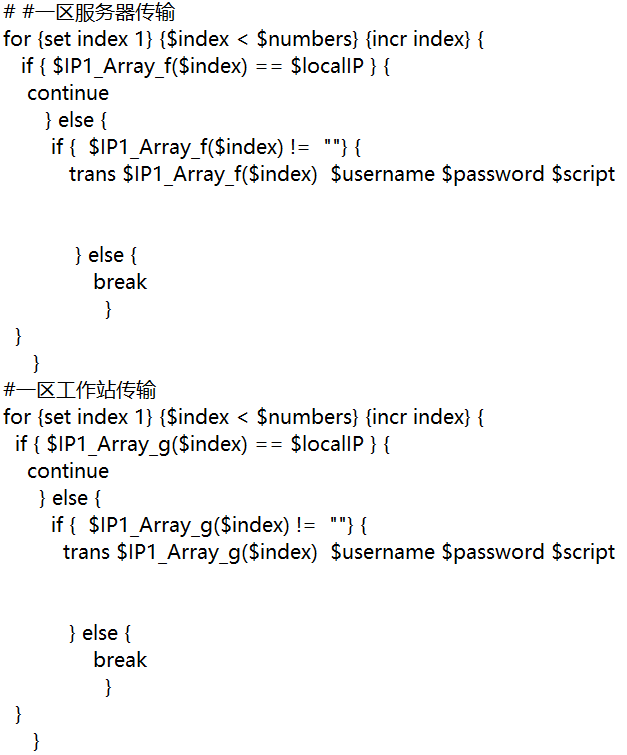 # #一区服务器传输
for {set index 1} {$index < $numbers} {incr index} {
if { $IP1_Array_f($index) == $localIP } {
continue
} else {
if {  $IP1_Array_f($index) !=  ""} {
trans $IP1_Array_f($index)  $username $password $script
} else {
break
}
}
}
#一区工作站传输
for {set index 1} {$index < $numbers} {incr index} {
if { $IP1_Array_g($index) == $localIP } {
continue
} else {
if {  $IP1_Array_g($index) !=  ""} {
trans $IP1_Array_g($index)  $username $password $script
} else {
break
}
}
}